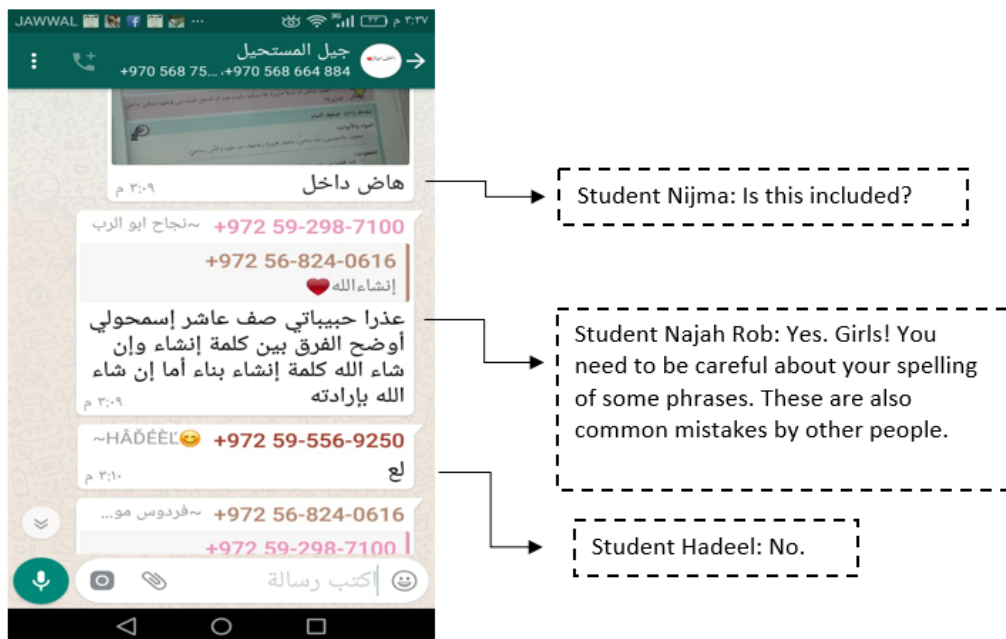 JAWWAL ... 3G ٢٣ ٣:٣٧ م
جيل المستحيل
+970 568 75... ،+970 568 664 884
هاض داخل
٣:٠٩ م
+972 59-298-7100 ~نجاح ابو الرب
+972 56-824-0616
إنشاءالله❤
عذرا حبيباتي صف عاشر إسمحولي
أوضح الفرق بين كلمة إنشاء وإن
شاء الله كلمة إنشاء بناء أما إن شاء
الله بإرادته
٣:٠٩ م
+972 59-556-9250 ~HÂĎÉÈĽ😊
لع
٣:١٠ م
+972 56-824-0616 ~فردوس مو...
+972 59-298-7100
اكتب رسالة
Student Nijma: Is this included?
Student Najah Rob: Yes. Girls! You
need to be careful about your spelling
of some phrases. These are also
common mistakes by other people.
Student Hadeel: No.